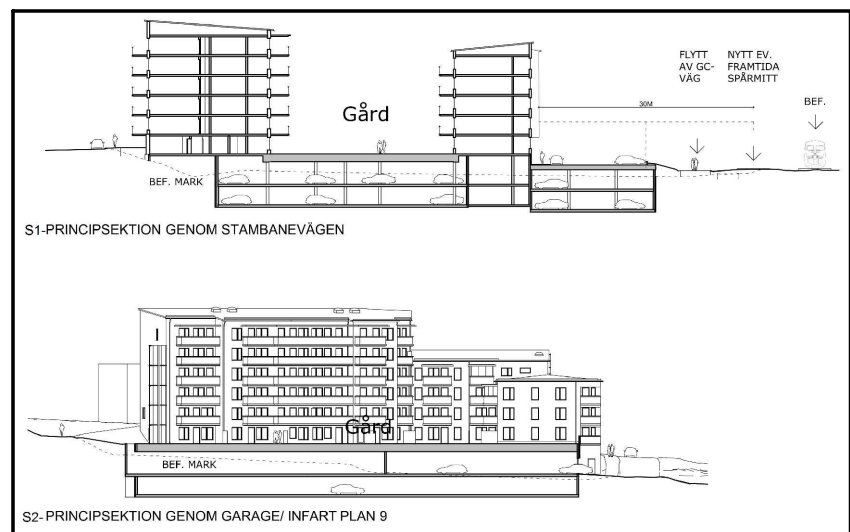 FLYTT
AV GC-
VÄG
NYTT EV.
FRAMTIDA
SPÅRMITT
BEF.
30M
Gård
BEF. MARK
S1-PRINCIPSEKTION GENOM STAMBANEVÄGEN
Gård
BEF. MARK
S2- PRINCIPSEKTION GENOM GARAGE/ INFART PLAN 9